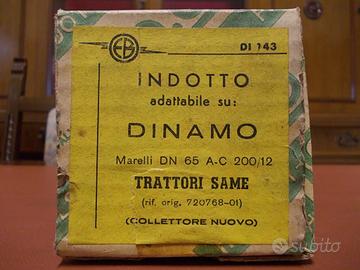 EB
DI 143
INDOTTO
adattabile su:
DINAMO
Marelli DN 65 A-C 200/12
TRATTORI SAME
(rif. orig. 720768-01)
(COLLETTORE NUOVO)
subito